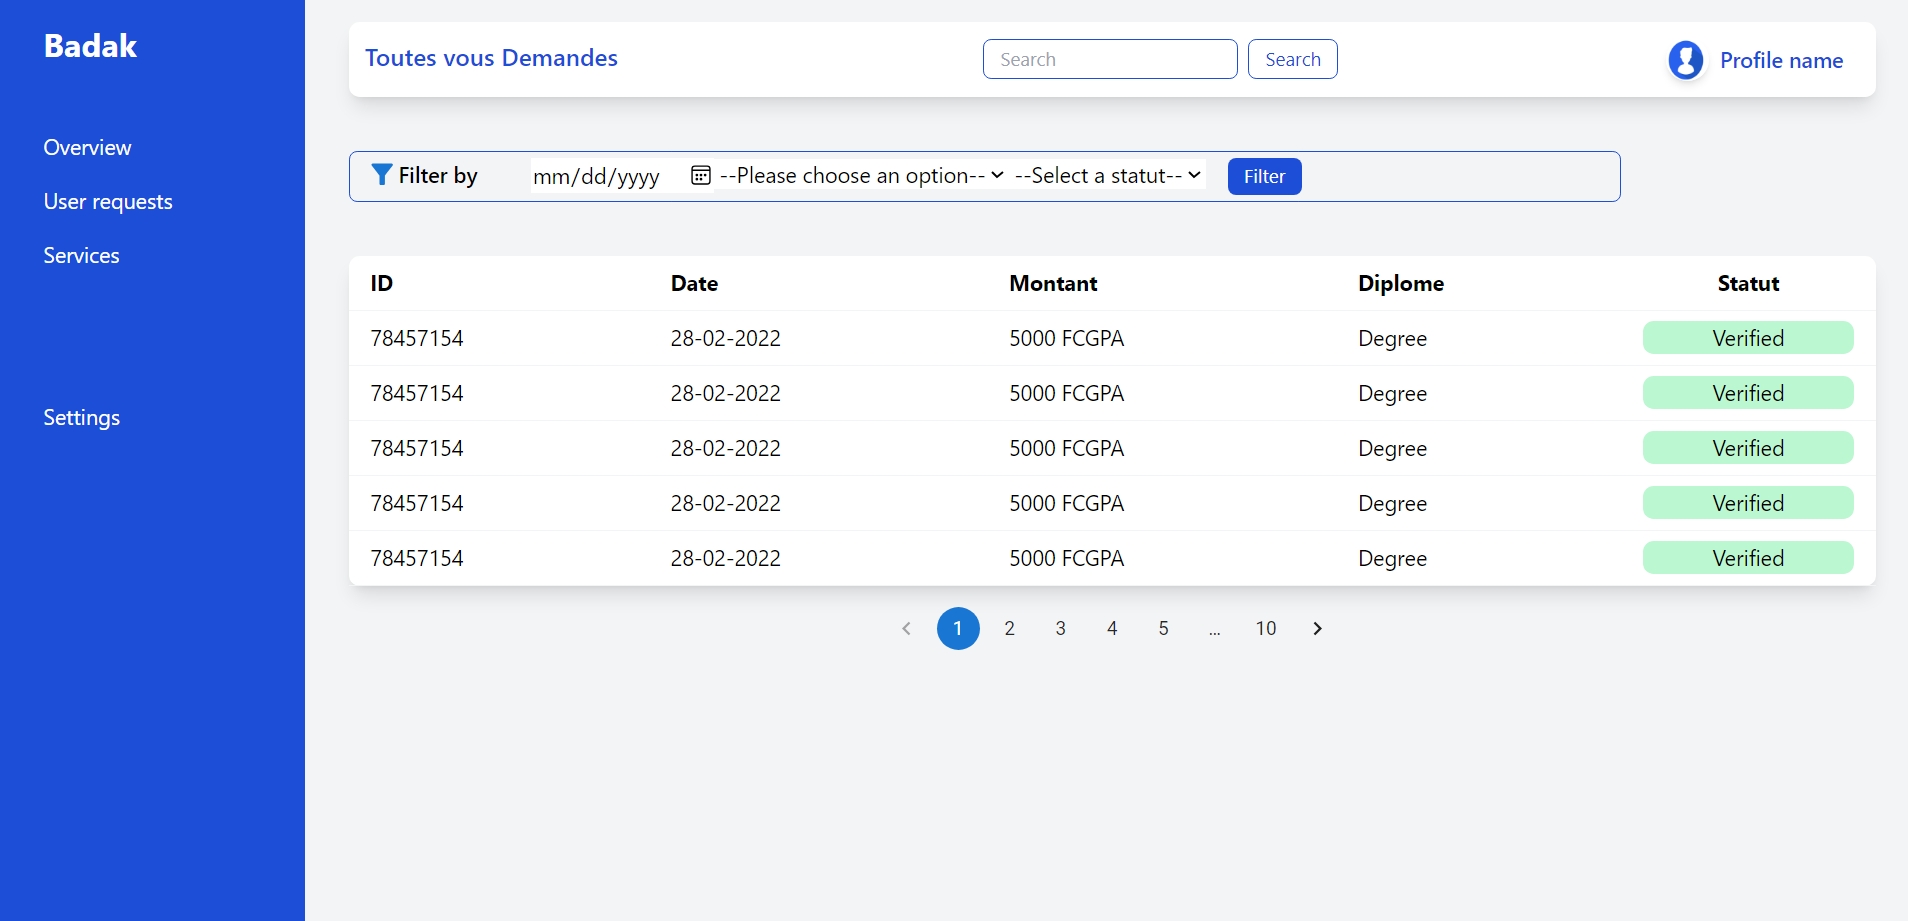 Badak
Overview
User requests
Services
Settings
Toutes vous Demandes
Search
Search
Profile name
Filter by mm/dd/yyyy --Please choose an option-- --Select a statut-- Filter
ID Date Montant Diplome Statut
78457154 28-02-2022 5000 FCGPA Degree Verified
78457154 28-02-2022 5000 FCGPA Degree Verified
78457154 28-02-2022 5000 FCGPA Degree Verified
78457154 28-02-2022 5000 FCGPA Degree Verified
78457154 28-02-2022 5000 FCGPA Degree Verified
1 2 3 4 5 ... 10